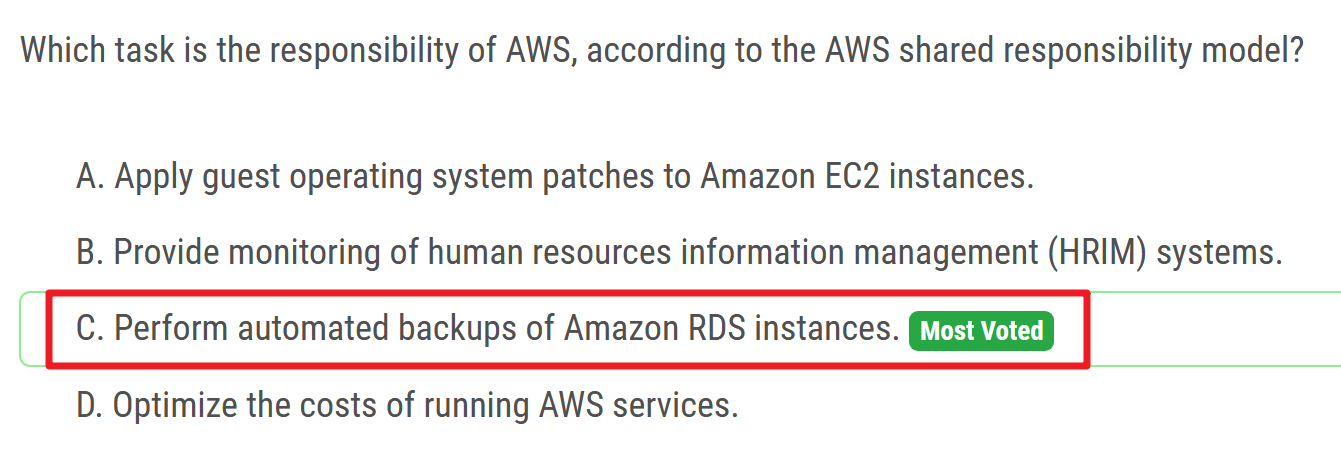 Which task is the responsibility of AWS, according to the AWS shared responsibility model?
A. Apply guest operating system patches to Amazon EC2 instances.
B. Provide monitoring of human resources information management (HRIM) systems.
C. Perform automated backups of Amazon RDS instances. Most Voted
D. Optimize the costs of running AWS services.